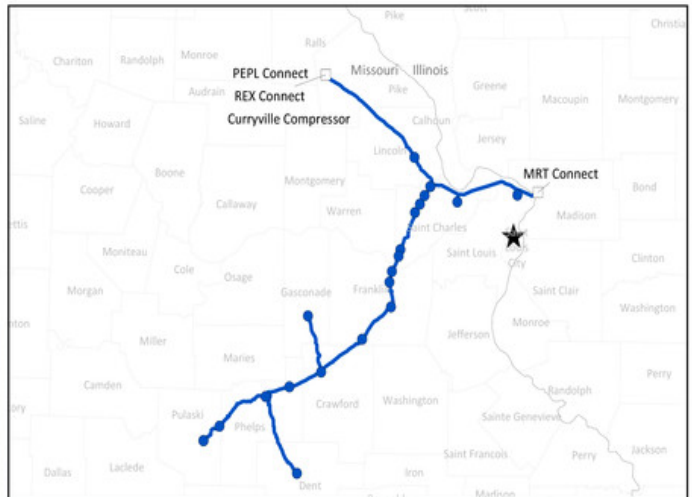 Pike
Christia
Ralls
Monroe
Randolph
Chariton
PEPL Connect
Missouri
Illinois
Audrain
REX Connect
Pike
Greene
Macoupin
Montgomery
Saline
Howard
Curryville Compressor
Calhoun
Jersey
Lincoln
Boone
MRT Connect
Montgomery
Cooper
Callaway
Warren
Bond
Madison
ettis
Saint Charles
Moniteau
Saint Louis
City
Clinton
Cole
Osage
Morgan
Gasconade
Franklin
Saint Clair
Washington
nton
Monroe
Miller
Jefferson
Maries
Perry
Camden
Crawford
Washington
Randolph
ory
Pulaski
Phelps
Sainte Genevieve
Saint Francois
Perry
Jackson
Dallas
Laclede
Dent
Iron
Madison